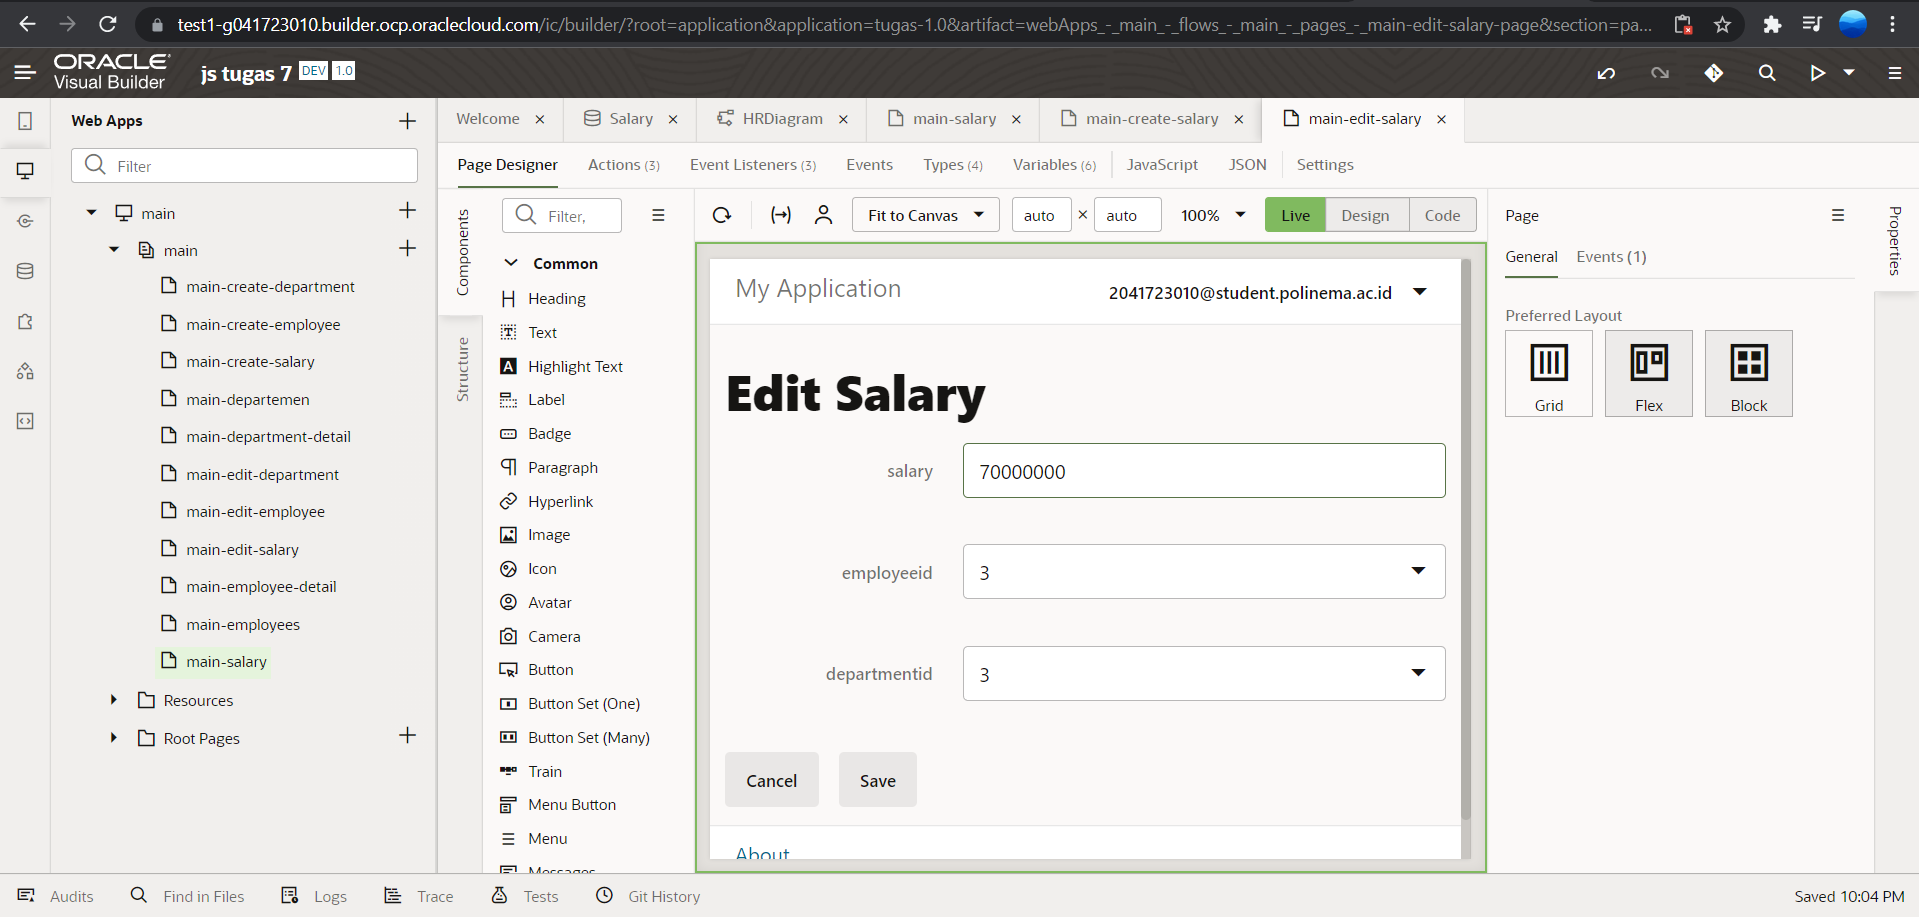 test1-g041723010.builder.ocp.oraclecloud.com/ic/builder/?root=application&application=tugas-1.0&artifact=webApps_-_main_-_flows_-_main_-_pages_-_main-edit-salary-page&section=pa...
ORACLE
Visual Builder
js tugas 7 DEV 1.0
Web Apps
Filter
main
main
main-create-department
main-create-employee
main-create-salary
main-departemen
main-department-detail
main-edit-department
main-edit-employee
main-edit-salary
main-employee-detail
main-employees
main-salary
Resources
Root Pages
Welcome
Salary
HRDiagram
main-salary
main-create-salary
main-edit-salary
Page Designer
Actions (3)
Event Listeners (3)
Events
Types (4)
Variables (6)
JavaScript
JSON
Settings
Components
Structure
Filter,
Common
Heading
Text
Highlight Text
Label
Badge
Paragraph
Hyperlink
Image
Icon
Avatar
Camera
Button
Button Set (One)
Button Set (Many)
Train
Menu Button
Menu
Messages
Fit to Canvas
auto × auto
100%
Live
Design
Code
My Application
2041723010@student.polinema.ac.id
Edit Salary
salary
70000000
employeeid
3
departmentid
3
Cancel
Save
About
Page
General
Events (1)
Preferred Layout
Grid
Flex
Block
Properties
Audits
Find in Files
Logs
Trace
Tests
Git History
Saved 10:04 PM